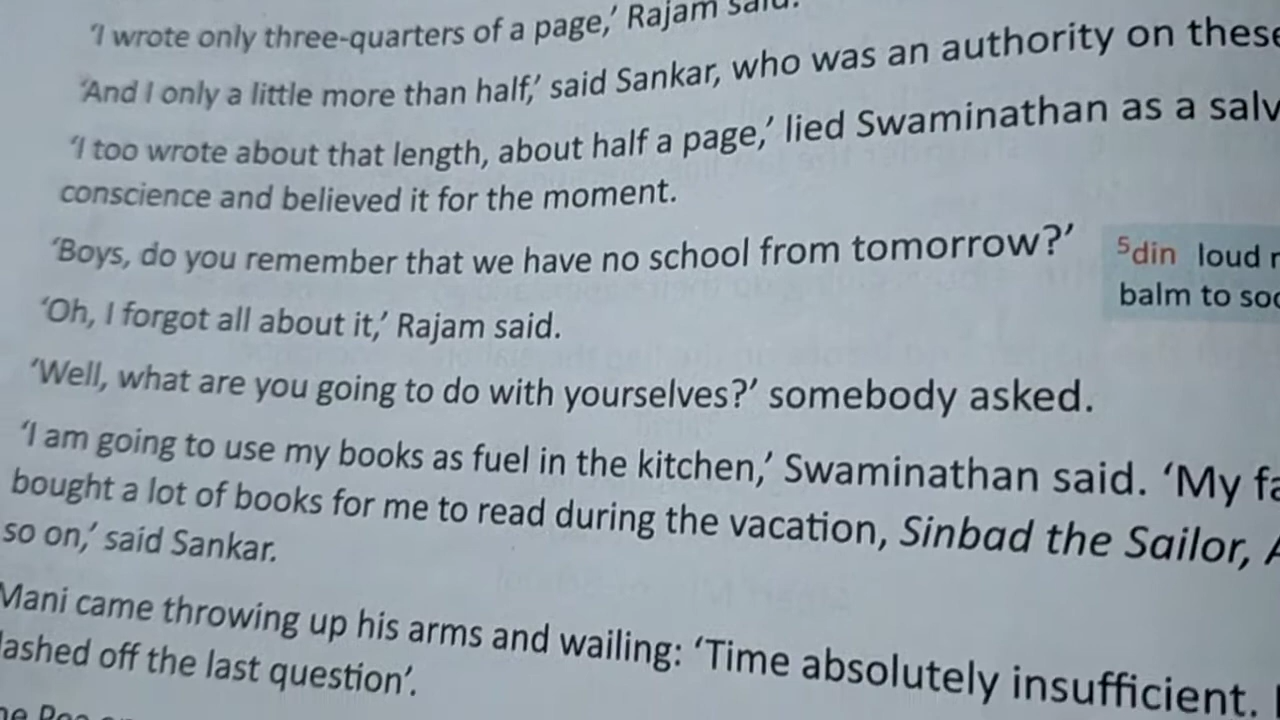 ‘I wrote only three-quarters of a page,’ Rajam said.
‘And I only a little more than half,’ said Sankar, who was an authority on these
‘I too wrote about that length, about half a page,’ lied Swaminathan as a
conscience and believed it for the moment.
‘Boys, do you remember that we have no school from tomorrow?’
5din loud
balm to
‘Oh, I forgot all about it,’ Rajam said.
‘Well, what are you going to do with yourselves?’ somebody asked.
‘I am going to use my books as fuel in the kitchen,’ Swaminathan said. ‘My
bought a lot of books for me to read during the vacation, Sinbad the Sailor,
so on,’ said Sankar.
Mani came throwing up his arms and wailing: ‘Time absolutely insufficient.
off the last question’.